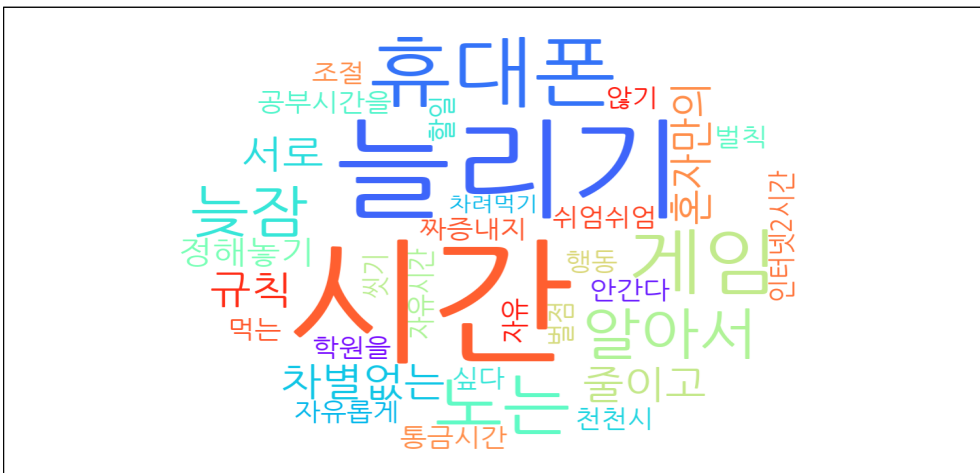 휴대폰
조절
않기
공부시간을
할일
혼자만의
벌칙
서로
늘리기
늦잠
차려먹기
쉬엄쉬엄
인터넷2시간
짜증내지
정해놓기
게임
행동
씻기
자유시간
규칙
시간
안간다
자유
벌점
먹는
알아서
학원을
차별없는
싶다
줄이고
노는
자유롭게
천천시
통금시간